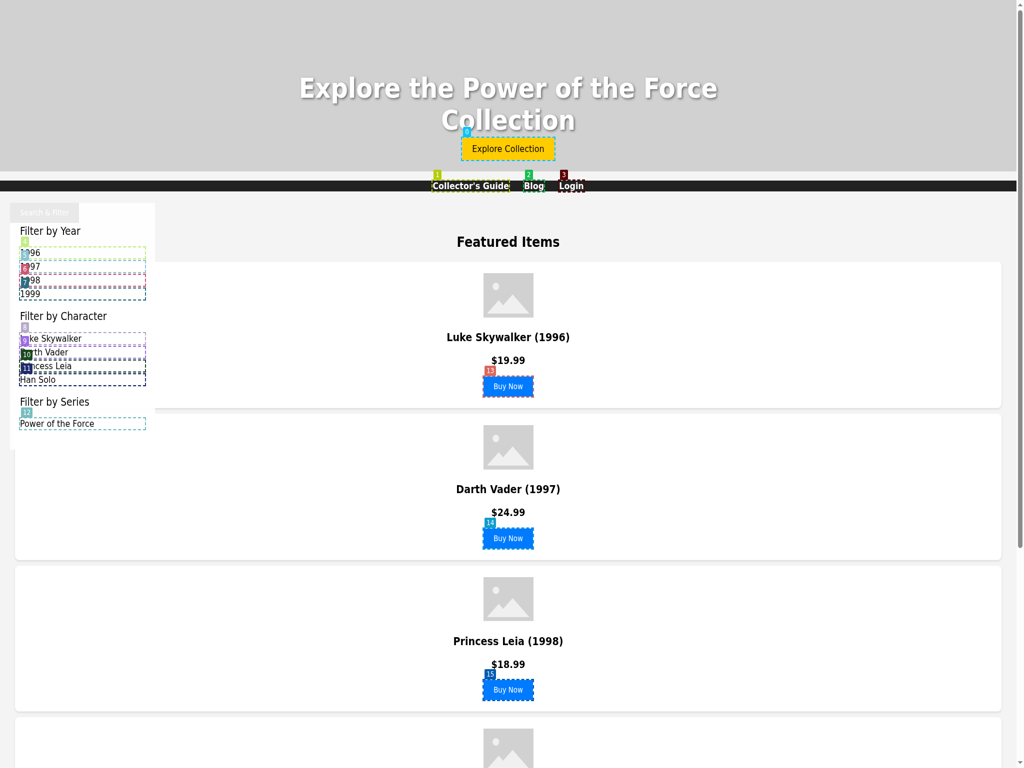 Explore the Power of the Force
Collection
0
Explore Collection
1
2
3
Collector's Guide
Blog
Login
Search & Filter
Filter by Year
4
1996
5
1997
6
1998
7
1999
Filter by Character
8
Luke Skywalker
9
Darth Vader
10
Princess Leia
11
Han Solo
Filter by Series
12
Power of the Force
Featured Items
Luke Skywalker (1996)
$19.99
13
Buy Now
Darth Vader (1997)
$24.99
14
Buy Now
Princess Leia (1998)
$18.99
15
Buy Now